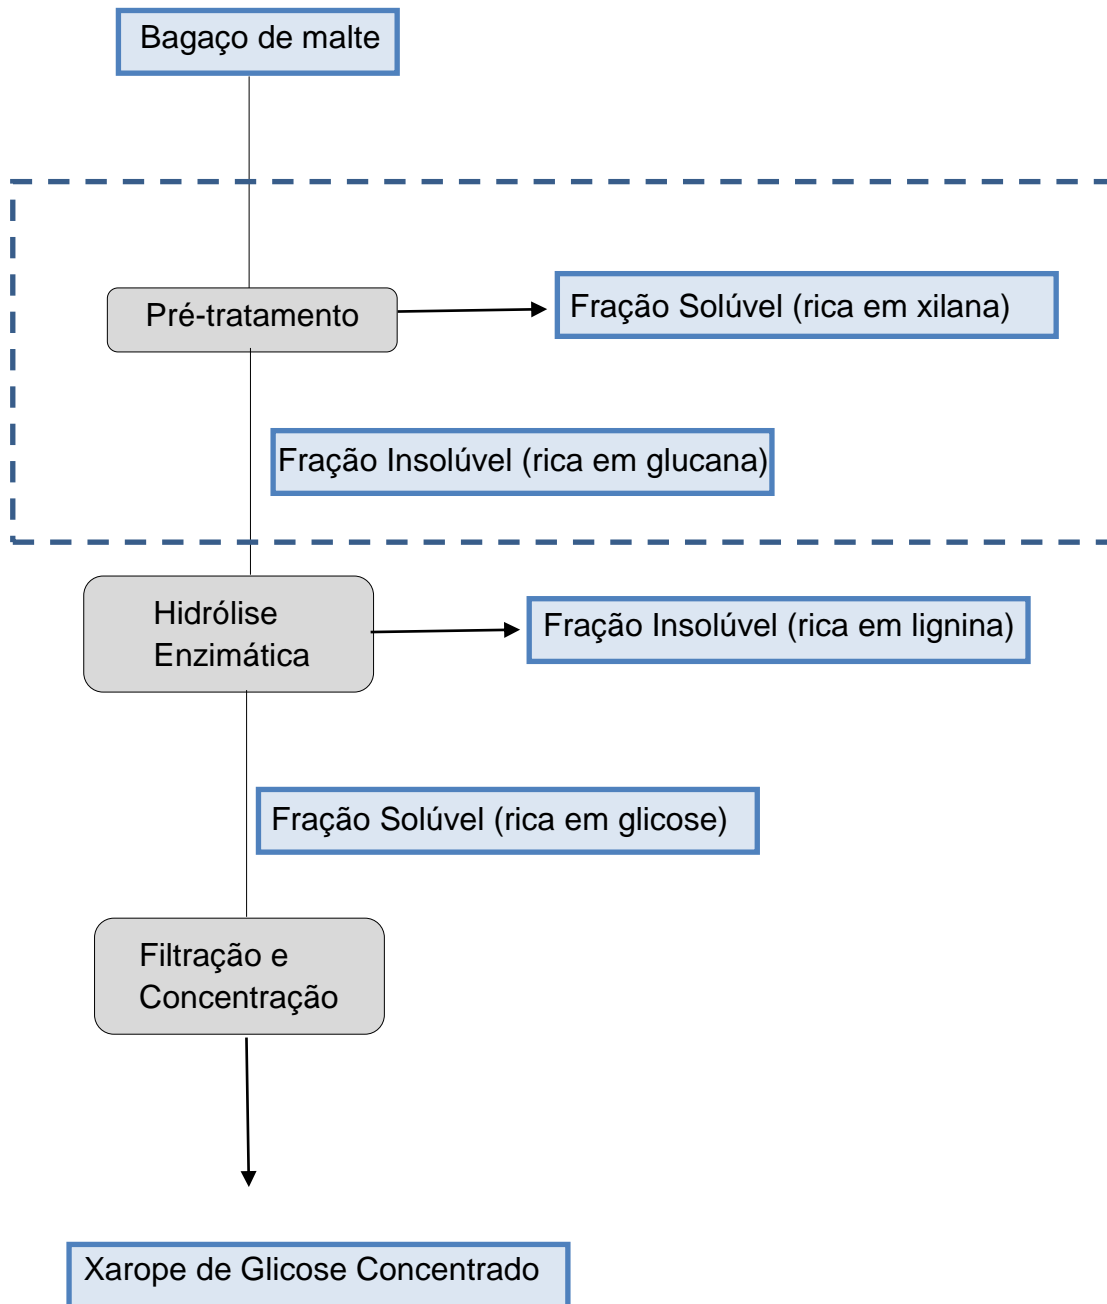 Bagaço de malte
Pré-tratamento
Fração Solúvel (rica em xilana)
Fração Insolúvel (rica em glucana)
Hidrólise
Enzimática
Fração Insolúvel (rica em lignina)
Fração Solúvel (rica em glicose)
Filtração e
Concentração
Xarope de Glicose Concentrado